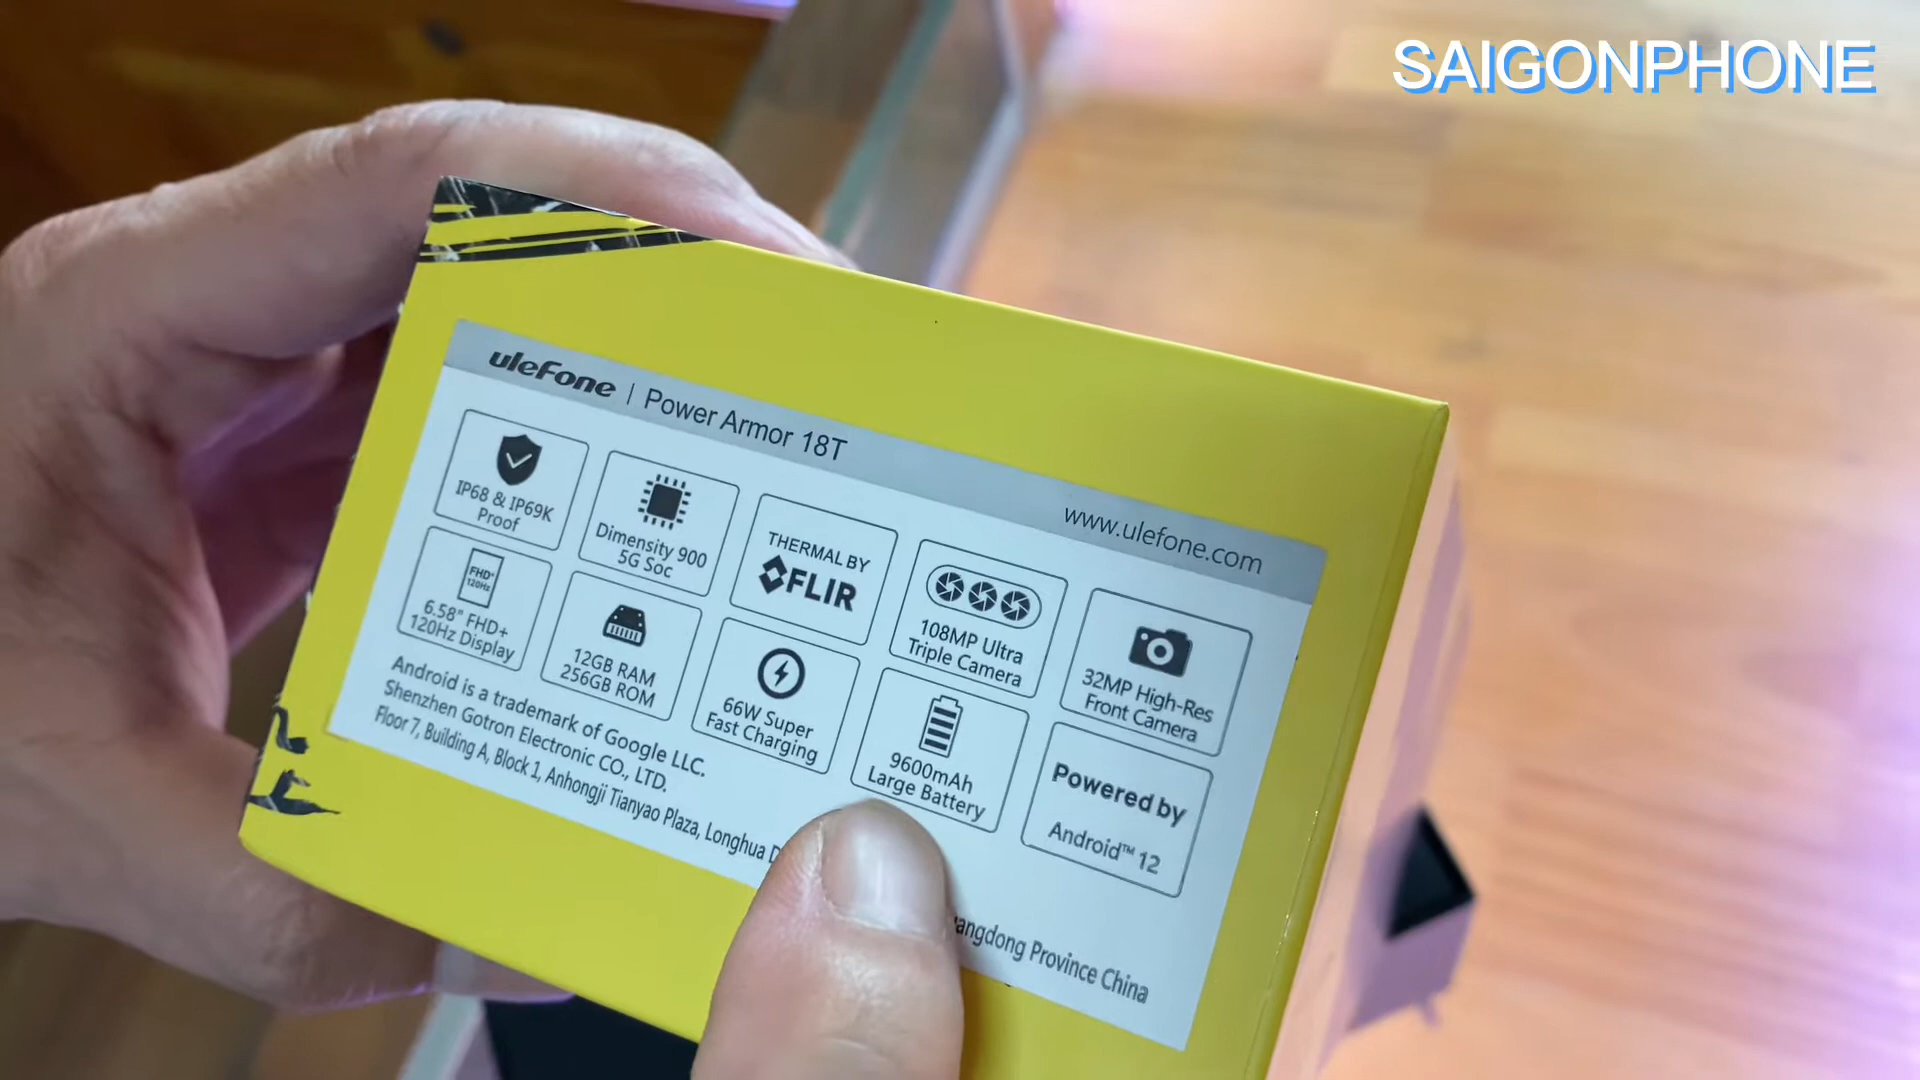 SAIGONPHONE
uleFone | Power Armor 18T
www.ulefone.com
IP68 & IP69K
Proof
Dimensity 900
5G Soc
THERMAL BY
FLIR
108MP Ultra
Triple Camera
32MP High-Res
Front Camera
FHD+
120Hz
6.58" FHD+
120Hz Display
12GB RAM
256GB ROM
66W Super
Fast Charging
9600mAh
Large Battery
Powered by
Android™ 12
Android is a trademark of Google LLC.
Shenzhen Gotron Electronic CO., LTD.
Floor 7, Building A, Block 1, Anhongji Tianyao Plaza, Longhua
Province China